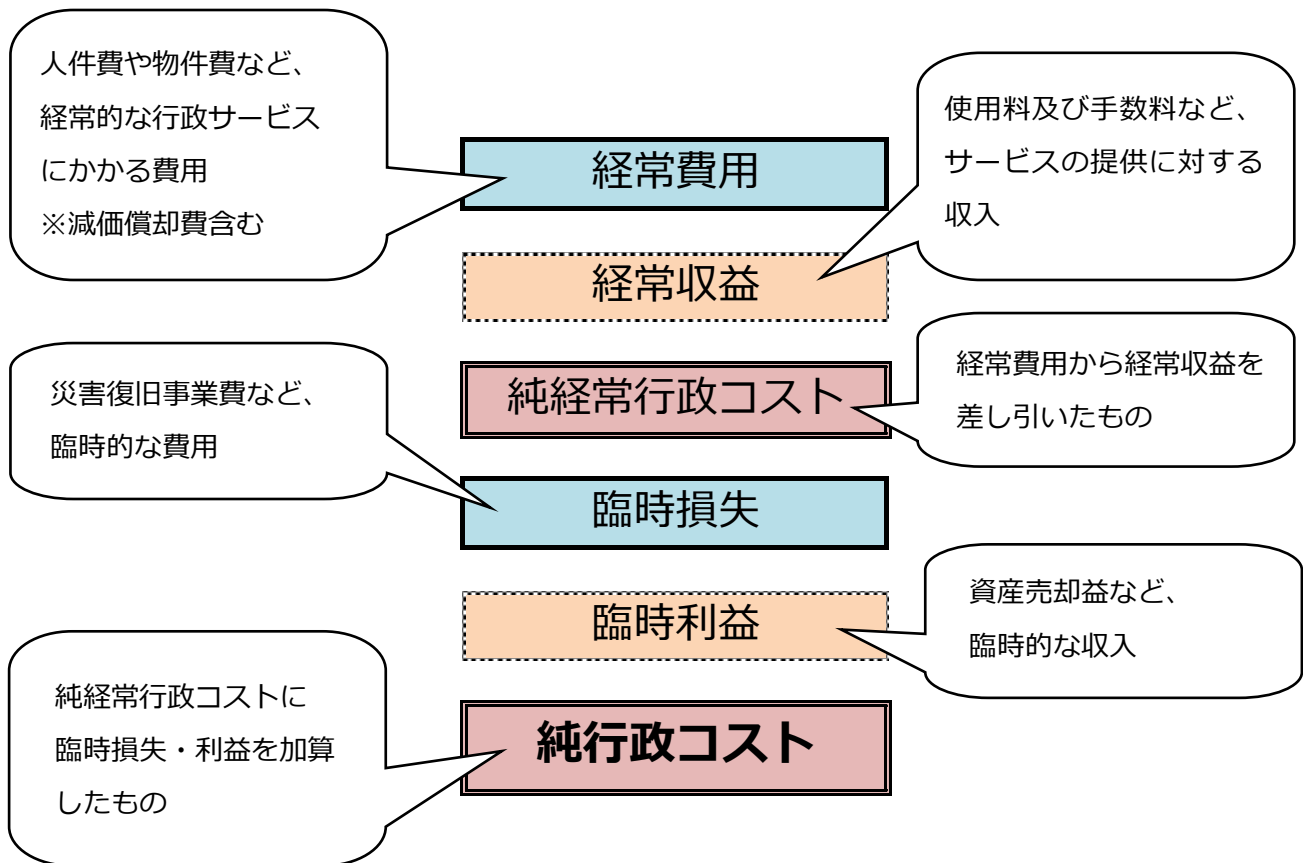 人件費や物件費など、
経常的な行政サービス
にかかる費用
※減価償却費含む
経常費用
使用料及び手数料など、
サービスの提供に対する
収入
経常収益
純経常行政コスト
経常費用から経常収益を
差し引いたもの
災害復旧事業費など、
臨時的な費用
臨時損失
臨時利益
資産売却益など、
臨時的な収入
純経常行政コストに
臨時損失・利益を加算
したもの
純行政コスト